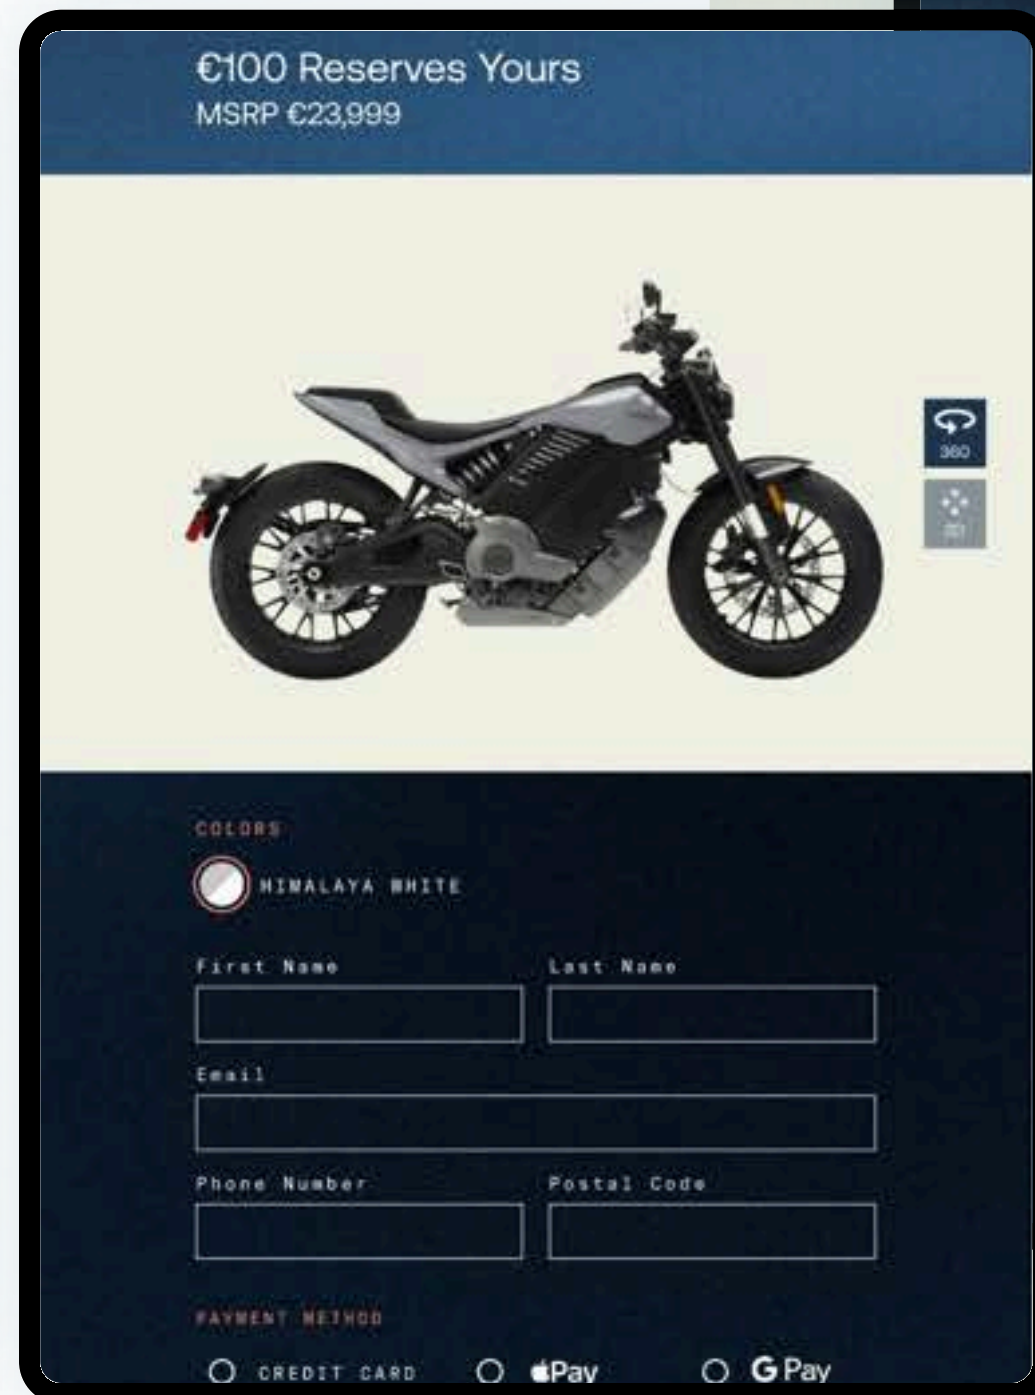 €100 Reserves Yours
MSRP €23,999
360
COLORS
HIMALAYA WHITE
First Name Last Name
Email
Phone Number Postal Code
PAYMENT METHOD
CREDIT CARD Pay G Pay